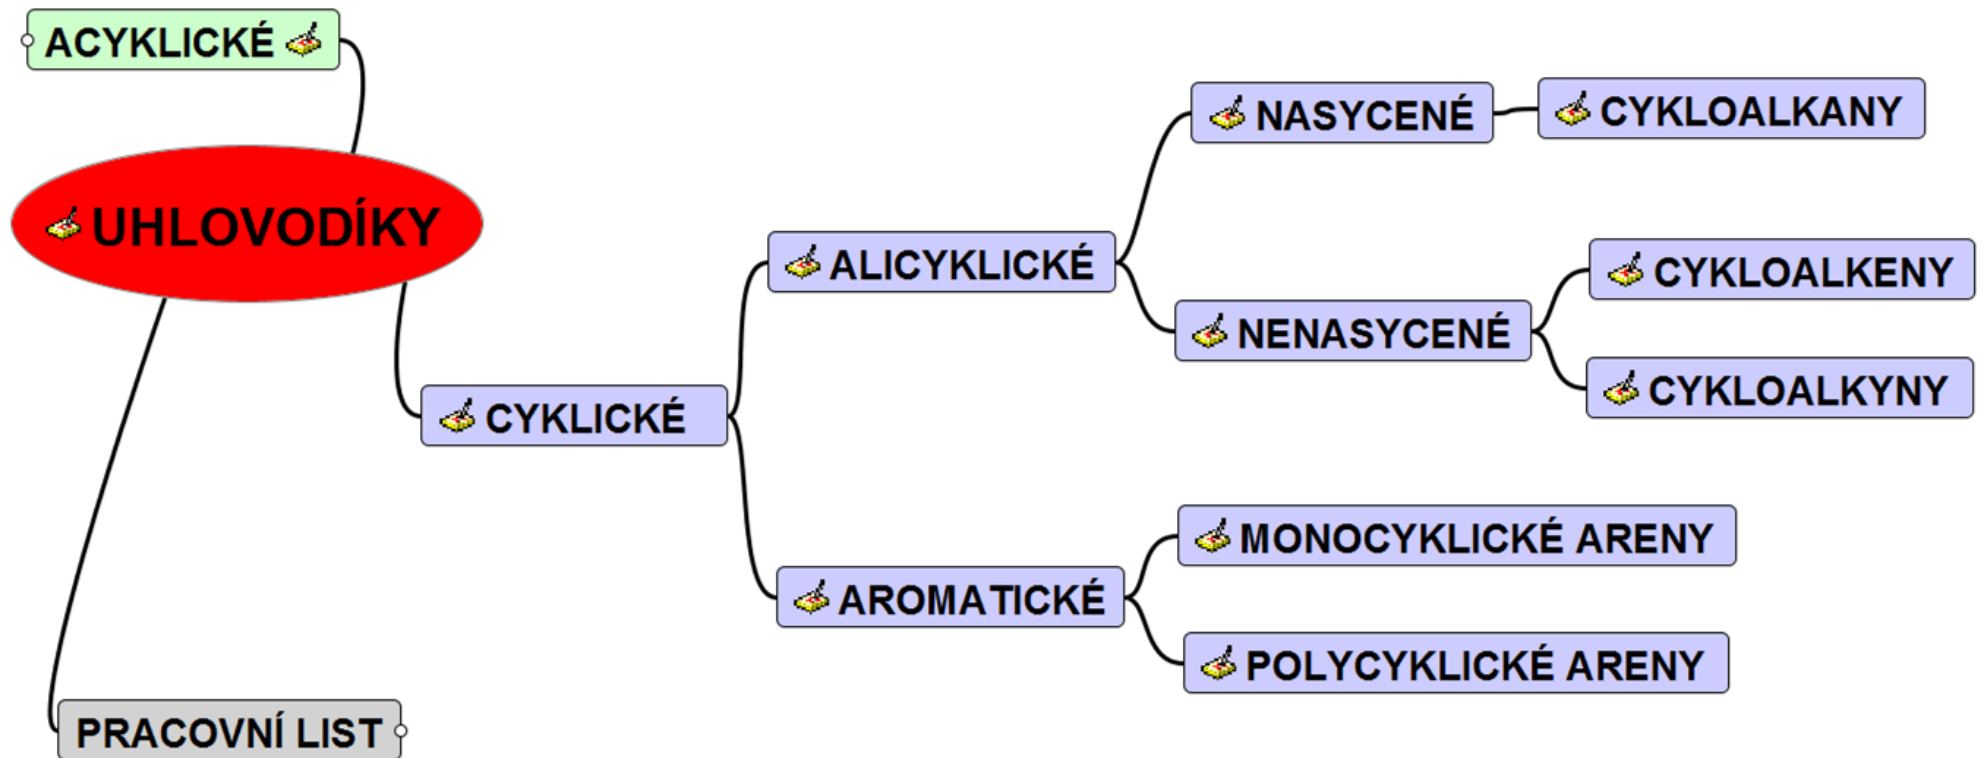 ACYKLICKÉ
UHLOVODÍKY
CYKLICKÉ
ALICYKLICKÉ
NASYCENÉ
CYKLOALKANY
NENASYCENÉ
CYKLOALKENY
CYKLOALKYNY
AROMATICKÉ
MONOCYKLICKÉ ARENY
POLYCYKLICKÉ ARENY
PRACOVNÍ LIST